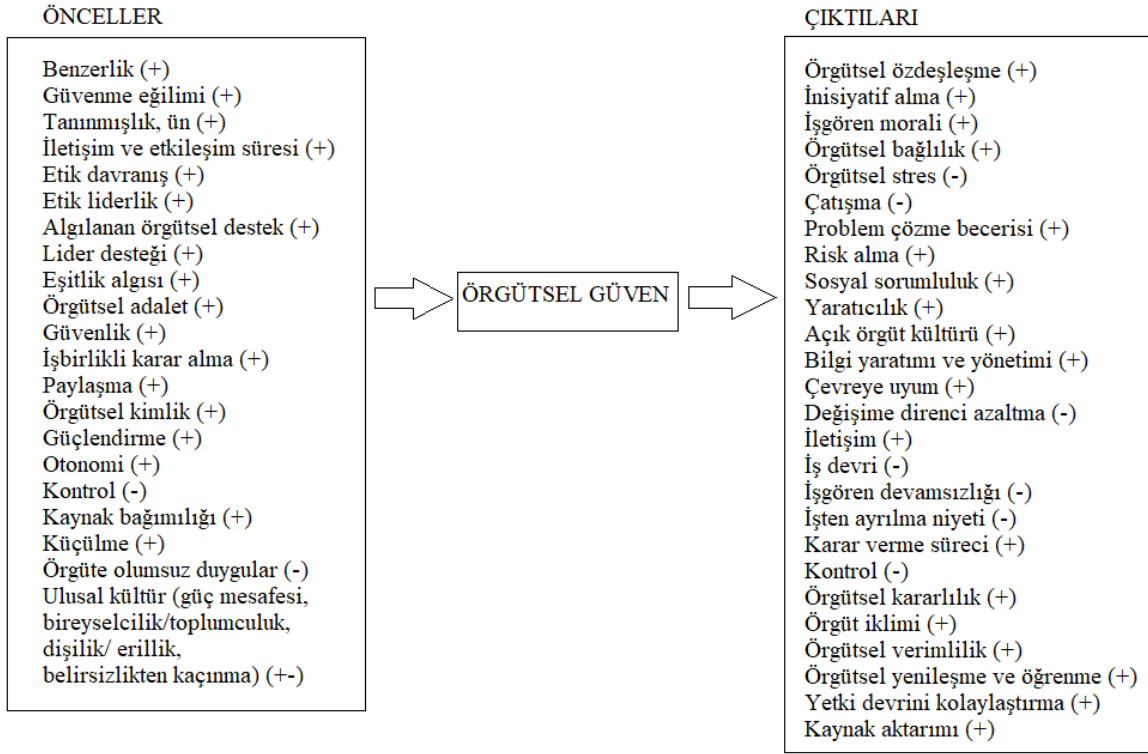 ÖNCELLER
Benzerlik (+)
Güvenme eğilimi (+)
Tanınmışlık, ün (+)
İletişim ve etkileşim süresi (+)
Etik davranış (+)
Etik liderlik (+)
Algılanan örgütsel destek (+)
Lider desteği (+)
Eşitlik algısı (+)
Örgütsel adalet (+)
Güvenlik (+)
İşbirlikli karar alma (+)
Paylaşma (+)
Örgütsel kimlik (+)
Güçlendirme (+)
Otonomi (+)
Kontrol (-)
Kaynak bağımılığı (+)
Küçülme (+)
Örgüte olumsuz duygular (-)
Ulusal kültür (güç mesafesi,
bireyselcilik/toplumculuk,
dişilik/ erillik,
belirsizlikten kaçınma) (+-)
ÖRGÜTSEL GÜVEN
ÇIKTILARI
Örgütsel özdeşleşme (+)
İnisiyatif alma (+)
İşgören morali (+)
Örgütsel bağlılık (+)
Örgütsel stres (-)
Çatışma (-)
Problem çözme becerisi (+)
Risk alma (+)
Sosyal sorumluluk (+)
Yaratıcılık (+)
Açık örgüt kültürü (+)
Bilgi yaratımı ve yönetimi (+)
Çevreye uyum (+)
Değişime direnci azaltma (-)
İletişim (+)
İş devri (-)
İşgören devamsızlığı (-)
İşten ayrılma niyeti (-)
Karar verme süreci (+)
Kontrol (-)
Örgütsel kararlılık (+)
Örgüt iklimi (+)
Örgütsel verimlilik (+)
Örgütsel yenileşme ve öğrenme (+)
Yetki devrini kolaylaştırma (+)
Kaynak aktarımı (+)